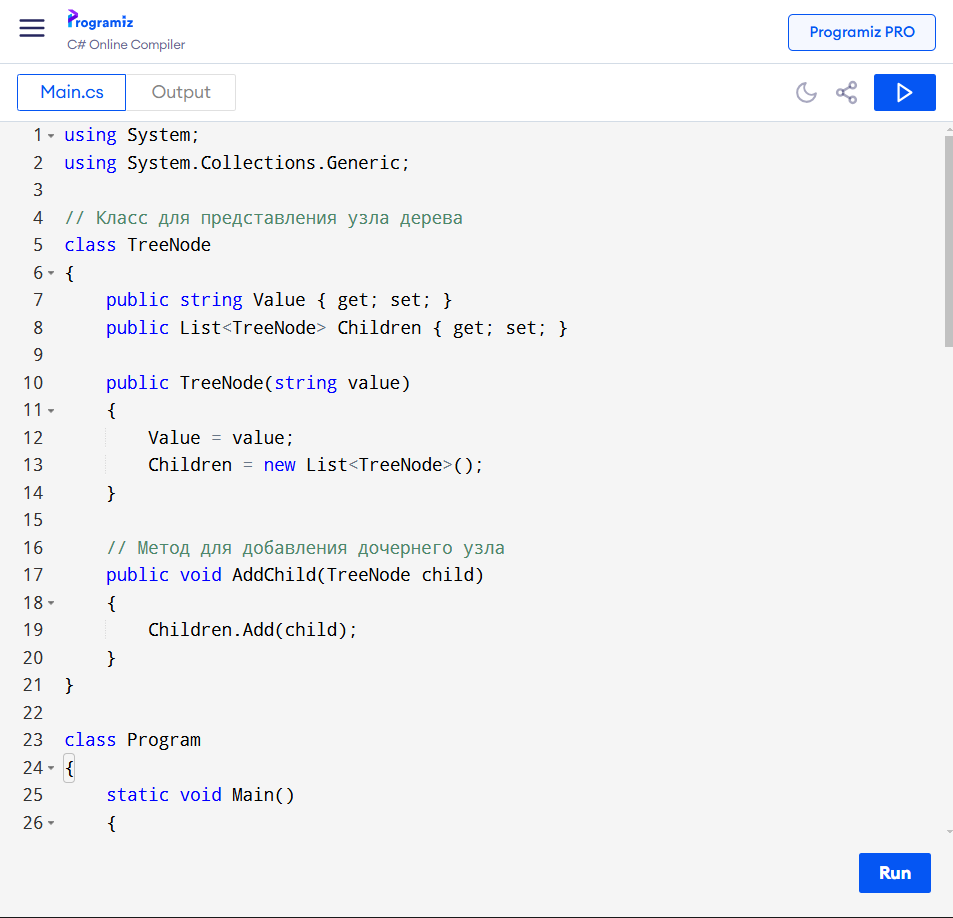 Programiz
C# Online Compiler
Programiz PRO
Main.cs
Output
1 using System;
2 using System.Collections.Generic;
3
4 // Класс для представления узла дерева
5 class TreeNode
6 {
7     public string Value { get; set; }
8     public List<TreeNode> Children { get; set; }
9
10     public TreeNode(string value)
11     {
12         Value = value;
13         Children = new List<TreeNode>();
14     }
15
16     // Метод для добавления дочернего узла
17     public void AddChild(TreeNode child)
18     {
19         Children.Add(child);
20     }
21 }
22
23 class Program
24 {
25     static void Main()
26     {
Run